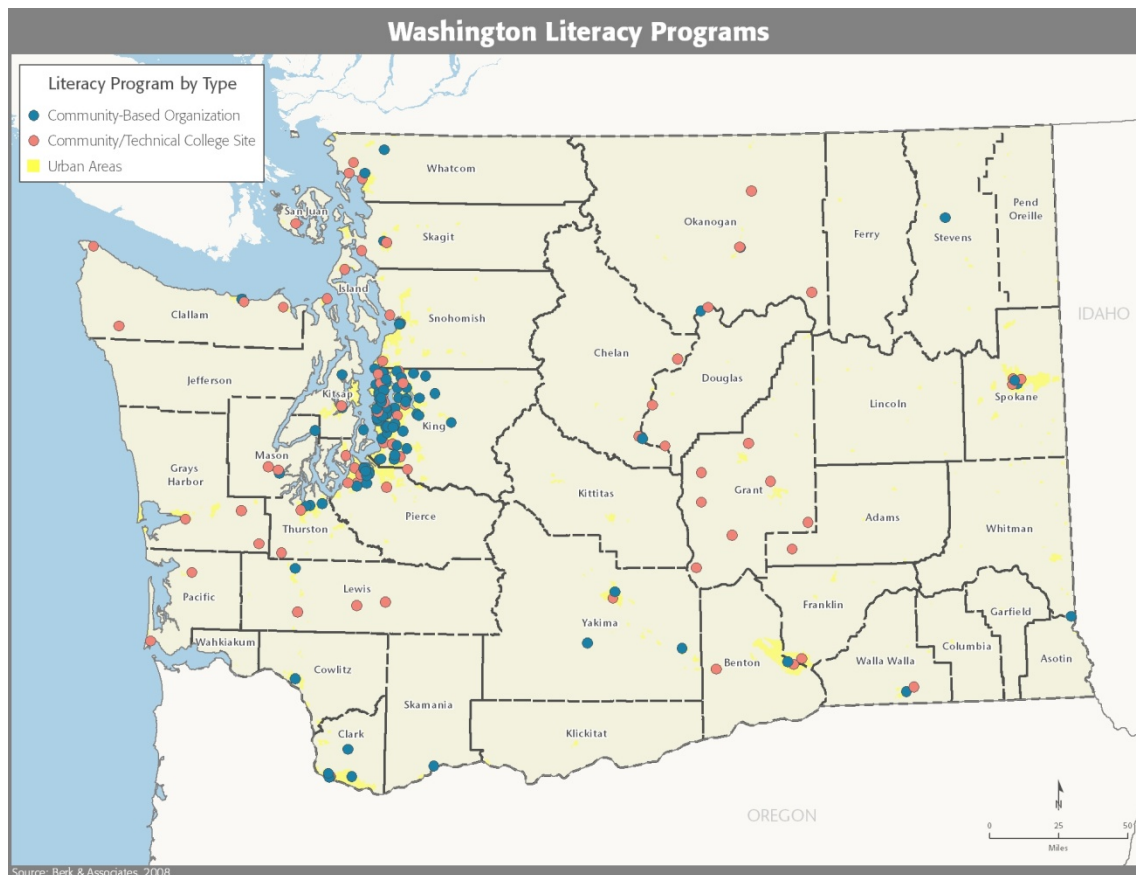 Washington Literacy Programs
Literacy Program by Type
Community-Based Organization
Community/Technical College Site
Urban Areas
Whatcom
San Juan
Skagit
Okanogan
Ferry
Stevens
Pend
Oreille
Island
Clallam
Snohomish
IDAHO
Chelan
Jefferson
Douglas
Kitsap
Lincoln
Spokane
King
Mason
Grays
Harbor
Kittitas
Grant
Pierce
Adams
Whitman
Thurston
Pacific
Lewis
Yakima
Franklin
Garfield
Wahkiakum
Benton
Walla Walla
Columbia
Asotin
Cowlitz
Skamania
Clark
Klickitat
OREGON
N
0 25 50
Miles
Source: Berk & Associates, 2008